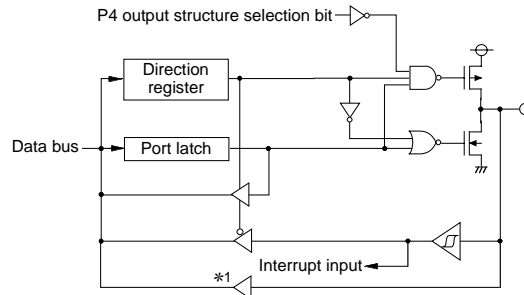 P4 output structure selection bit
Direction
register
Data bus
Port latch
Interrupt input
*1